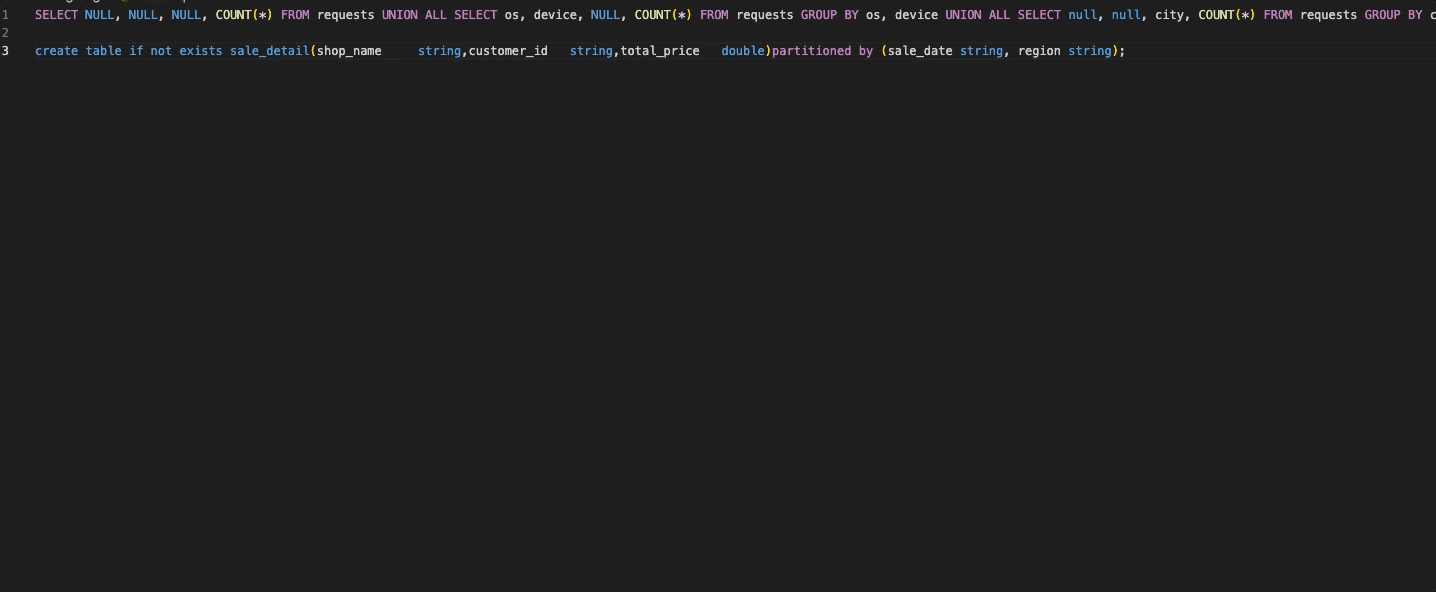 1 SELECT NULL, NULL, NULL, COUNT(*) FROM requests UNION ALL SELECT os, device, NULL, COUNT(*) FROM requests GROUP BY os, device UNION ALL SELECT null, null, city, COUNT(*) FROM requests GROUP BY c
2
3 create table if not exists sale_detail(shop_name     string,customer_id   string,total_price   double)partitioned by (sale_date string, region string);